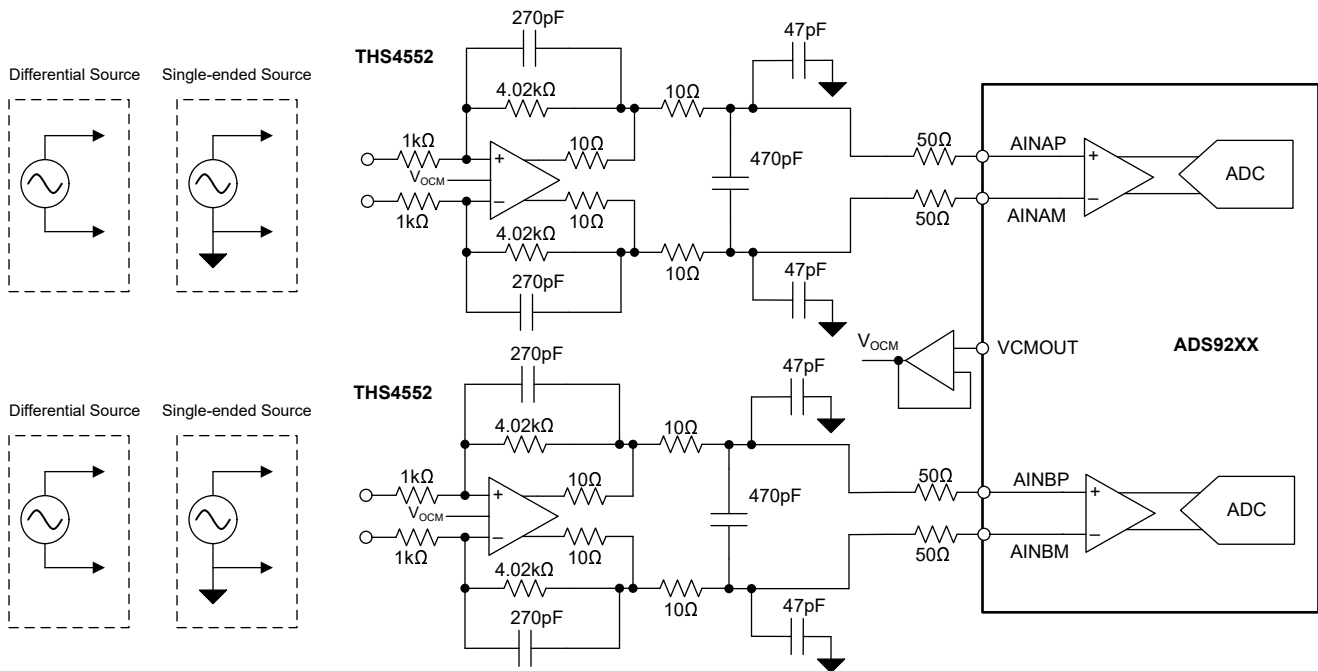 270pF
THS4552
47pF
Differential Source
Single-ended Source
4.02kΩ
10Ω
1kΩ
10Ω
50Ω
AINAP
+
+
V_OCM
470pF
ADC
−
−
1kΩ
10Ω
50Ω
AINAM
4.02kΩ
10Ω
47pF
270pF
V_OCM
VCMOUT
ADS92XX
270pF
THS4552
47pF
Differential Source
Single-ended Source
4.02kΩ
10Ω
1kΩ
10Ω
50Ω
AINBP
+
+
V_OCM
470pF
ADC
−
−
1kΩ
10Ω
50Ω
AINBM
4.02kΩ
10Ω
47pF
270pF